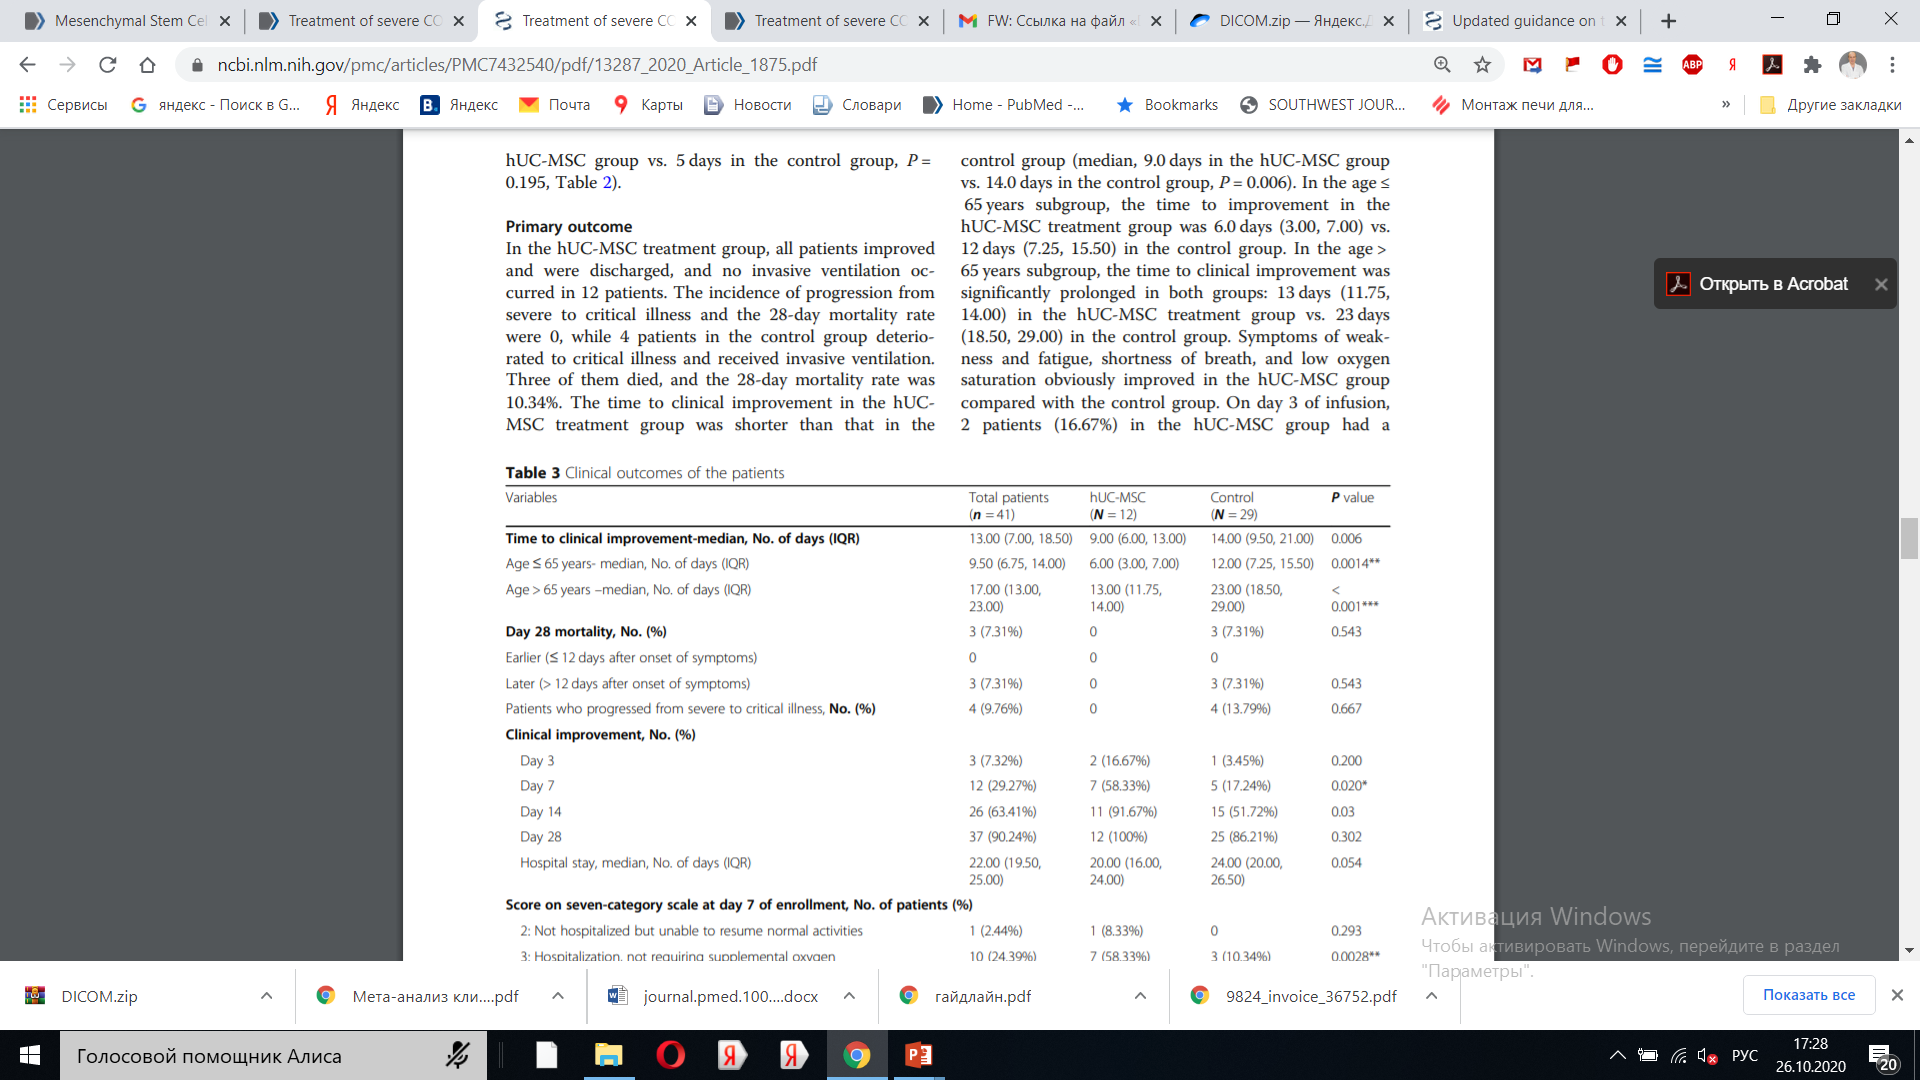 Mesenchymal Stem Cel
Treatment of severe CO
Treatment of severe CO
Treatment of severe CO
FW: Ссылка на файл «
DICOM.zip — Яндекс.Д
Updated guidance on t
ncbi.nlm.nih.gov/pmc/articles/PMC7432540/pdf/13287_2020_Article_1875.pdf
Сервисы
яндекс - Поиск в G...
Яндекс
Яндекс
Почта
Карты
Новости
Словари
Home - PubMed -...
Bookmarks
SOUTHWEST JOUR...
Монтаж печи для...
»
Другие закладки
hUC-MSC group vs. 5 days in the control group, P =
0.195, Table 2).
Primary outcome
In the hUC-MSC treatment group, all patients improved
and were discharged, and no invasive ventilation oc-
curred in 12 patients. The incidence of progression from
severe to critical illness and the 28-day mortality rate
were 0, while 4 patients in the control group deterio-
rated to critical illness and received invasive ventilation.
Three of them died, and the 28-day mortality rate was
10.34%. The time to clinical improvement in the hUC-
MSC treatment group was shorter than that in the
control group (median, 9.0 days in the hUC-MSC group
vs. 14.0 days in the control group, P = 0.006). In the age ≤
65 years subgroup, the time to improvement in the
hUC-MSC treatment group was 6.0 days (3.00, 7.00) vs.
12 days (7.25, 15.50) in the control group. In the age >
65 years subgroup, the time to clinical improvement was
significantly prolonged in both groups: 13 days (11.75,
14.00) in the hUC-MSC treatment group vs. 23 days
(18.50, 29.00) in the control group. Symptoms of weak-
ness and fatigue, shortness of breath, and low oxygen
saturation obviously improved in the hUC-MSC group
compared with the control group. On day 3 of infusion,
2 patients (16.67%) in the hUC-MSC group had a
Открыть в Acrobat
Table 3 Clinical outcomes of the patients
Variables Total patients (n = 41) hUC-MSC (N = 12) Control (N = 29) P value
Time to clinical improvement-median, No. of days (IQR) 13.00 (7.00, 18.50) 9.00 (6.00, 13.00) 14.00 (9.50, 21.00) 0.006
Age ≤ 65 years- median, No. of days (IQR) 9.50 (6.75, 14.00) 6.00 (3.00, 7.00) 12.00 (7.25, 15.50) 0.0014**
Age > 65 years –median, No. of days (IQR) 17.00 (13.00, 23.00) 13.00 (11.75, 14.00) 23.00 (18.50, 29.00) < 0.001***
Day 28 mortality, No. (%) 3 (7.31%) 0 3 (7.31%) 0.543
Earlier (≤ 12 days after onset of symptoms) 0 0 0
Later (> 12 days after onset of symptoms) 3 (7.31%) 0 3 (7.31%) 0.543
Patients who progressed from severe to critical illness, No. (%) 4 (9.76%) 0 4 (13.79%) 0.667
Clinical improvement, No. (%)
Day 3 3 (7.32%) 2 (16.67%) 1 (3.45%) 0.200
Day 7 12 (29.27%) 7 (58.33%) 5 (17.24%) 0.020*
Day 14 26 (63.41%) 11 (91.67%) 15 (51.72%) 0.03
Day 28 37 (90.24%) 12 (100%) 25 (86.21%) 0.302
Hospital stay, median, No. of days (IQR) 22.00 (19.50, 25.00) 20.00 (16.00, 24.00) 24.00 (20.00, 26.50) 0.054
Score on seven-category scale at day 7 of enrollment, No. of patients (%)
2: Not hospitalized but unable to resume normal activities 1 (2.44%) 1 (8.33%) 0 0.293
3: Hospitalization, not requiring supplemental oxygen 10 (24.39%) 7 (58.33%) 3 (10.34%) 0.0028**
Активация Windows
Чтобы активировать Windows, перейдите в раздел
"Параметры".
DICOM.zip
Мета-анализ кли....pdf
journal.pmed.100....docx
гайдлайн.pdf
9824_invoice_36752.pdf
Показать все
Голосовой помощник Алиса
РУС
17:28
26.10.2020
20